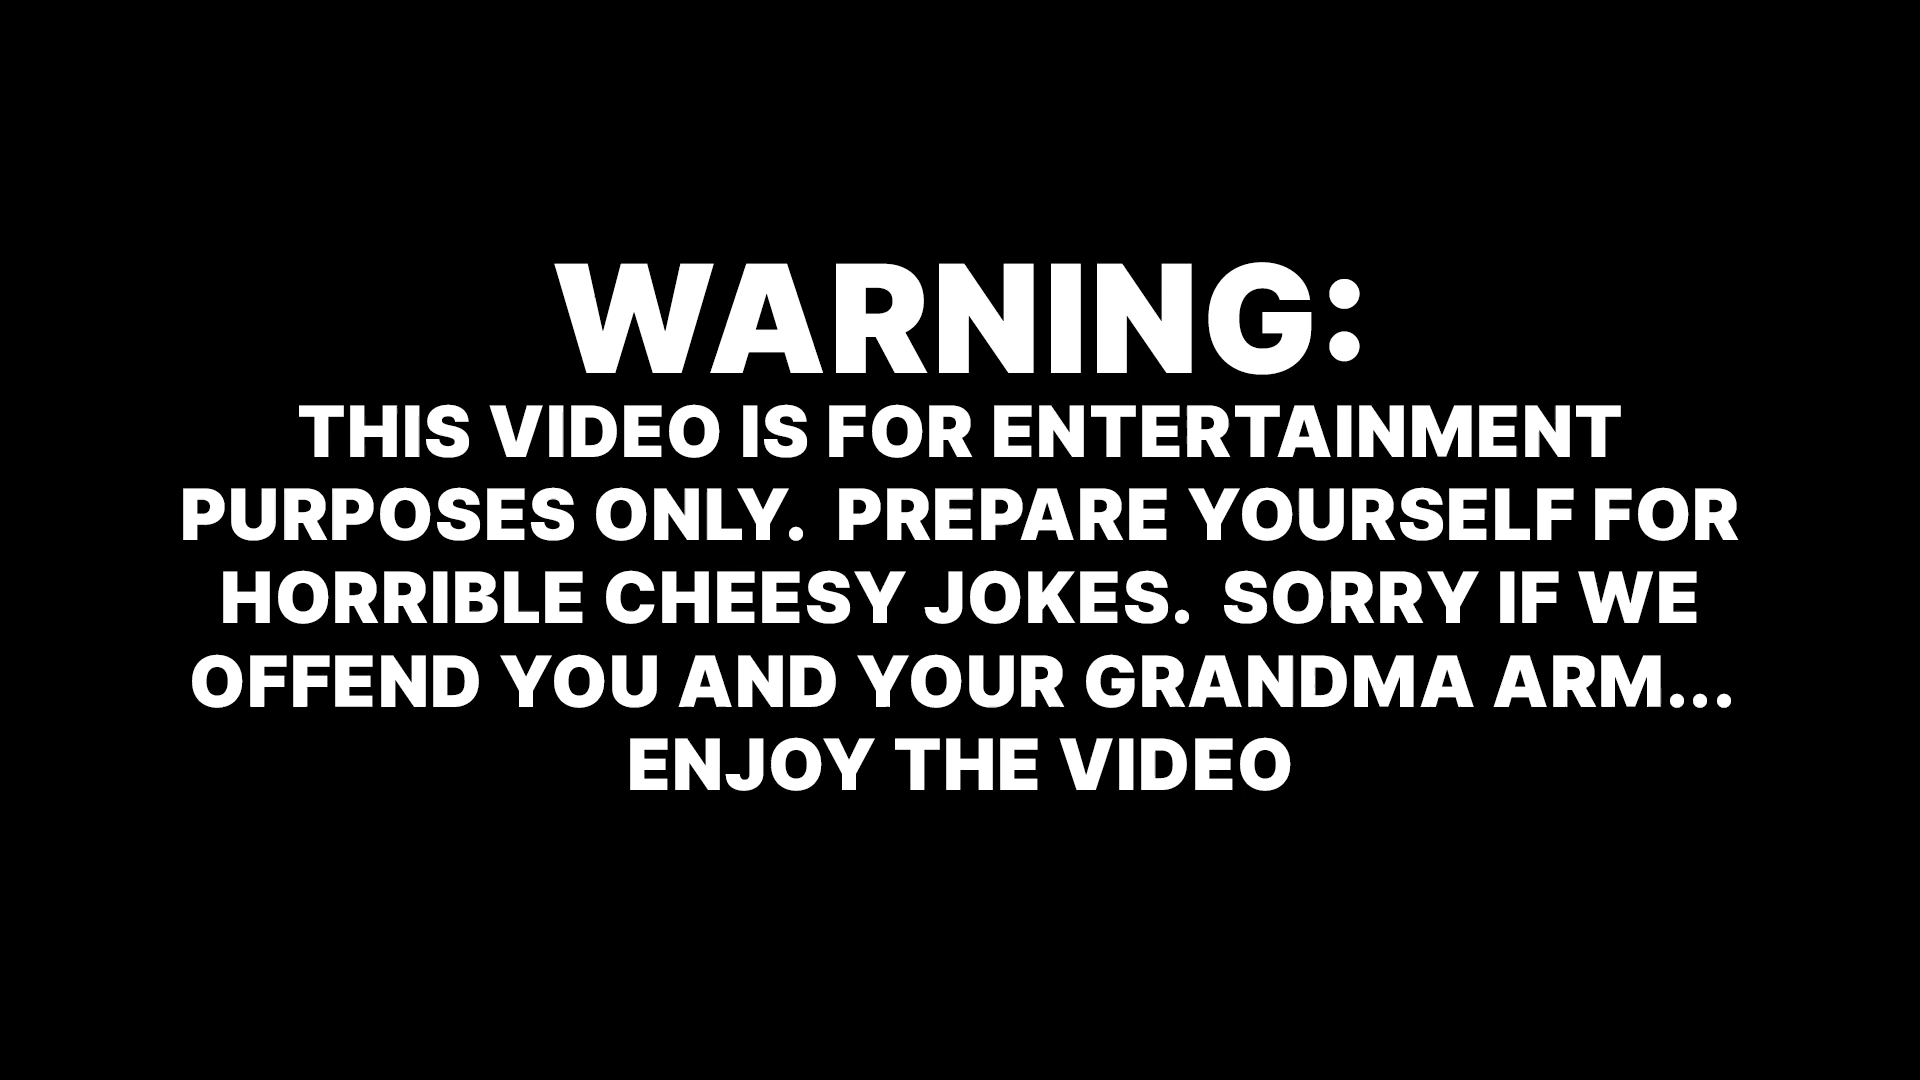 WARNING:
THIS VIDEO IS FOR ENTERTAINMENT
PURPOSES ONLY. PREPARE YOURSELF FOR
HORRIBLE CHEESY JOKES. SORRY IF WE
OFFEND YOU AND YOUR GRANDMA ARM...
ENJOY THE VIDEO